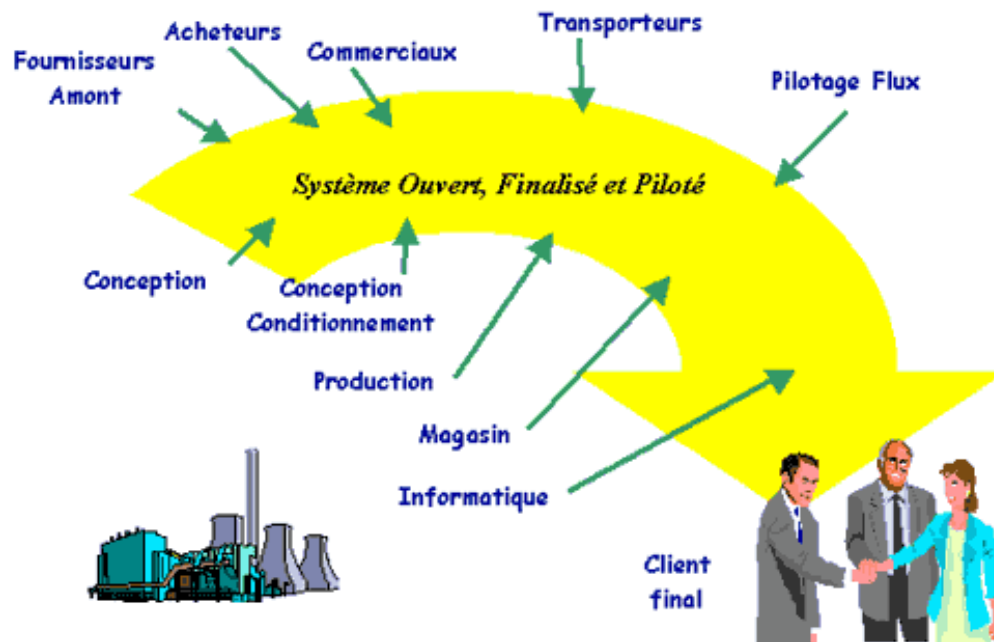 Transporteurs
Acheteurs
Commerciaux
Fournisseurs
Amont
Pilotage Flux
Système Ouvert, Finalisé et Piloté
Conception
Conception
Conditionnement
Production
Magasin
Informatique
Client
final